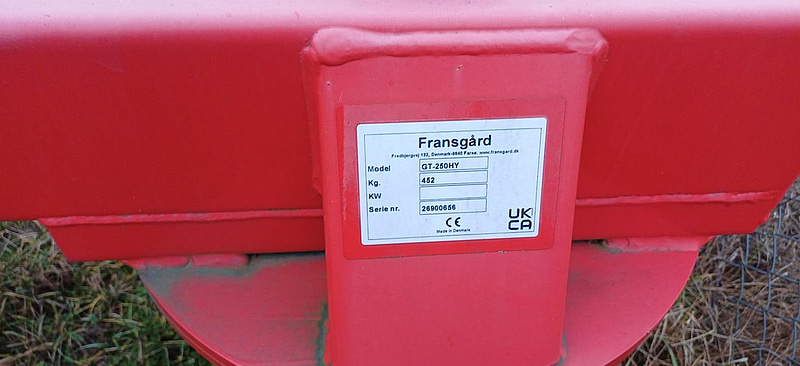 Fransgård
Fredbjergvej 132, Denmark-9640 Farsø, www.fransgard.dk
Model GT-250HY
Kg. 452
KW
Serie nr. 26900656
CE
Made in Denmark
UK
CA